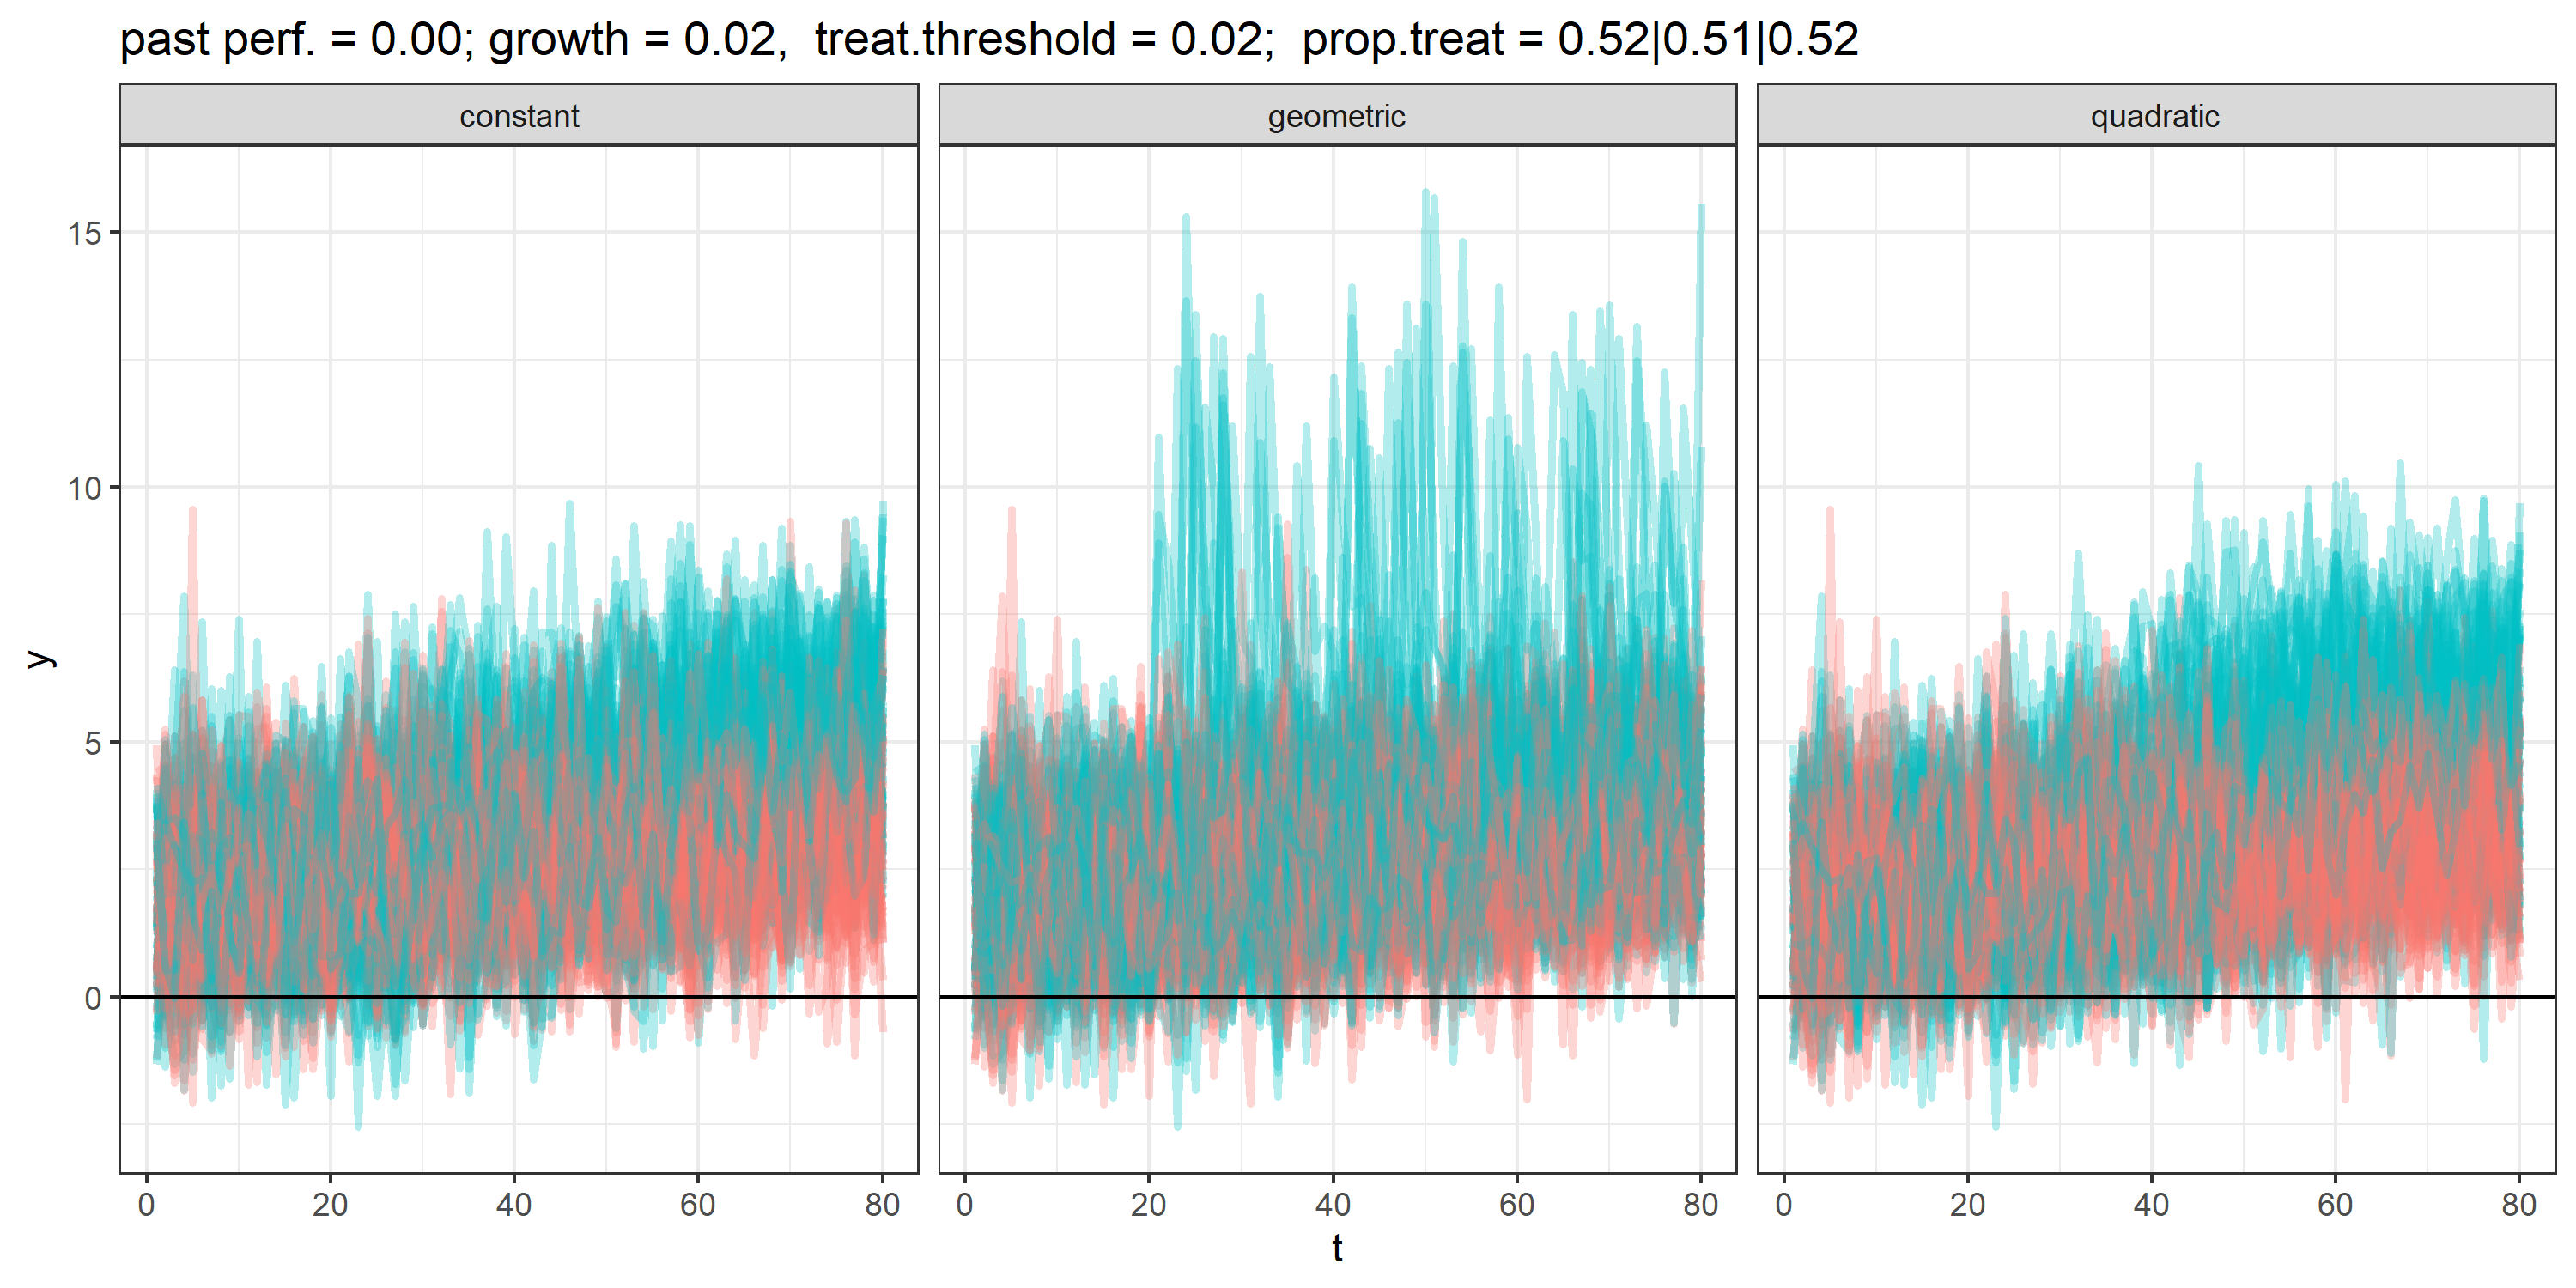 past perf. = 0.00; growth = 0.02,  treat.threshold = 0.02;  prop.treat = 0.52|0.51|0.52
constant geometric quadratic
15
10
5
0
y
0 20 40 60 80 0 20 40 60 80 0 20 40 60 80
t